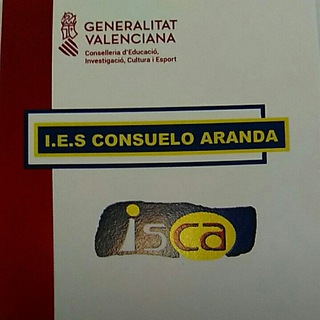 GENERALITAT
VALENCIANA
Conselleria d'Educació,
Investigació, Cultura i Esport
I.E.S CONSUELO ARANDA
isca